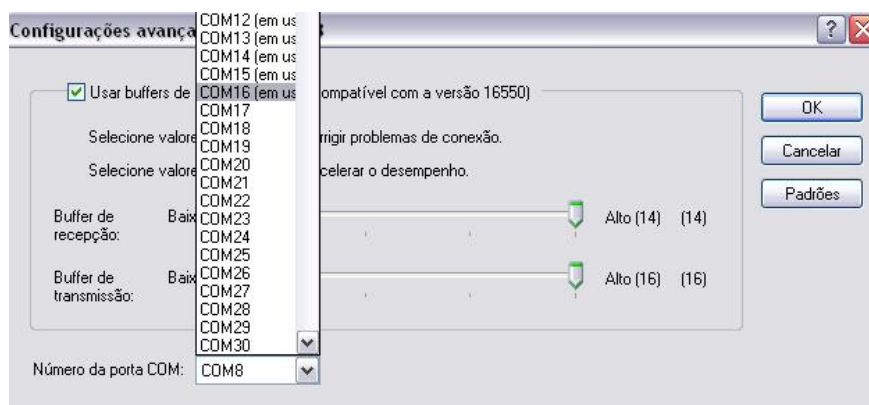 Configurações avança
COM12 (em us
COM13 (em us
COM14 (em us
COM15 (em us
COM16 (em us
COM17
COM18
COM19
COM20
COM21
COM22
COM23
COM24
COM25
COM26
COM27
COM28
COM29
COM30
Usar buffers de ompatível com a versão 16550)
Selecione valore rrigir problemas de conexão.
Selecione valore celerar o desempenho.
Buffer de
recepção:
Baix
Alto (14) (14)
Buffer de
transmissão:
Baix
Alto (16) (16)
Número da porta COM: COM8
OK
Cancelar
Padrões